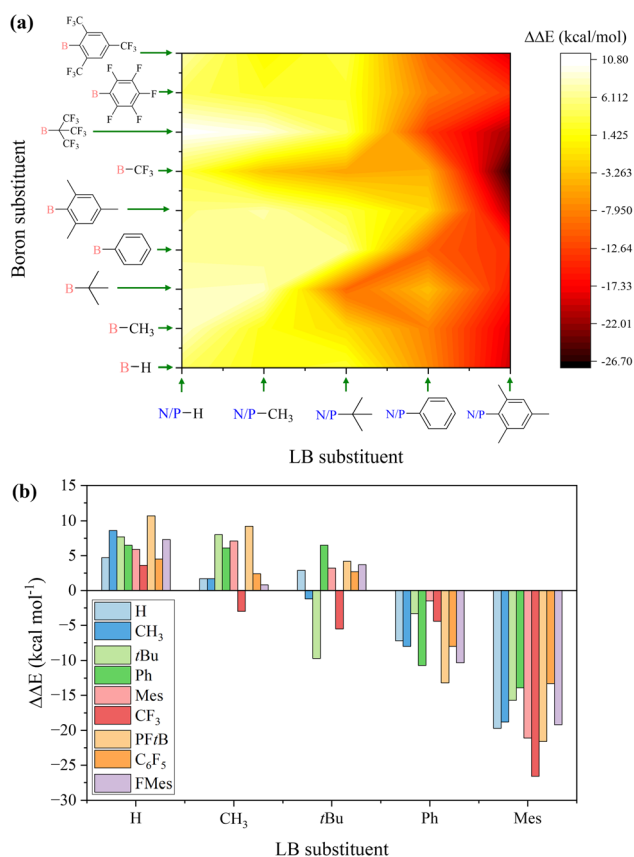 (a)
ΔΔE (kcal/mol)
CF₃
F₃C
B
CF₃
CF₃
F
F
B
F
F
F
CF₃
B
CF₃
CF₃
B
CF₃
B
B
B
B
CH₃
B
H
Boron substituent
10.80
6.112
1.425
-3.263
-7.950
-12.64
-17.33
-22.01
-26.70
N/P
H
N/P
CH₃
N/P
N/P
N/P
LB substituent
(b)
ΔΔE (kcal mol⁻¹)
15
10
5
0
−5
−10
−15
−20
−25
−30
H
CH₃
tBu
Ph
Mes
CF₃
PFtB
C₆F₅
FMes
H
CH₃
tBu
Ph
Mes
LB substituent